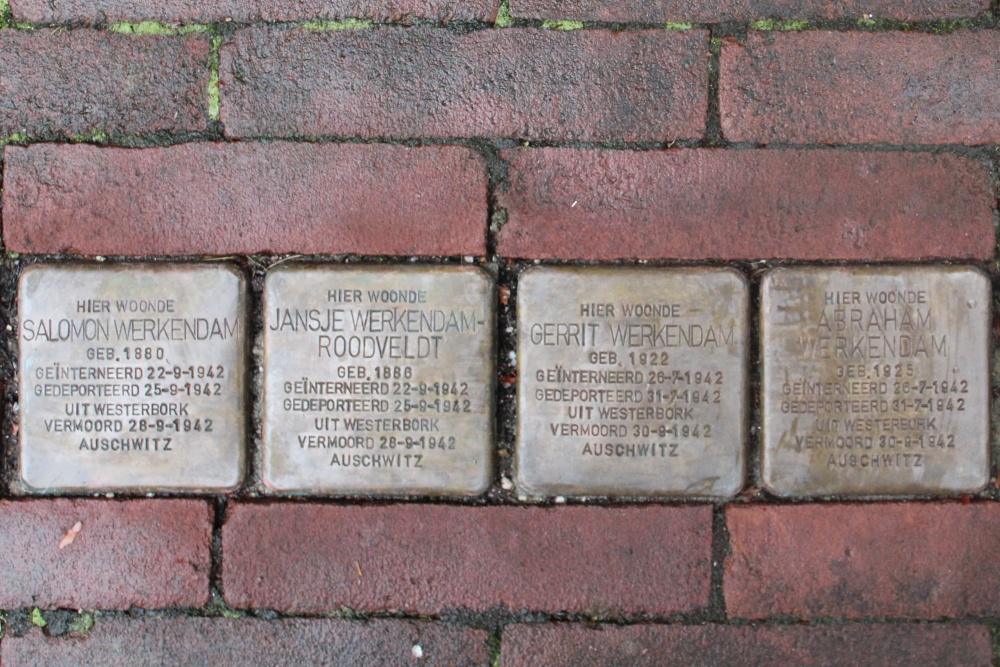 HIER WOONDE
SALOMON WERKENDAM
GEB. 1880
GEÏNTERNEERD 22-9-1942
GEDEPORTEERD 25-9-1942
UIT WESTERBORK
VERMOORD 28-9-1942
AUSCHWITZ
HIER WOONDE
JANSJE WERKENDAM-
ROODVELDT
GEB. 1886
GEÏNTERNEERD 22-9-1942
GEDEPORTEERD 25-9-1942
UIT WESTERBORK
VERMOORD 28-9-1942
AUSCHWITZ
HIER WOONDE
GERRIT WERKENDAM
GEB. 1922
GEÏNTERNEERD 26-7-1942
GEDEPORTEERD 31-7-1942
UIT WESTERBORK
VERMOORD 30-9-1942
AUSCHWITZ
HIER WOONDE
ABRAHAM
WERKENDAM
GEB. 1925
GEÏNTERNEERD 26-7-1942
GEDEPORTEERD 31-7-1942
UIT WESTERBORK
VERMOORD 30-9-1942
AUSCHWITZ